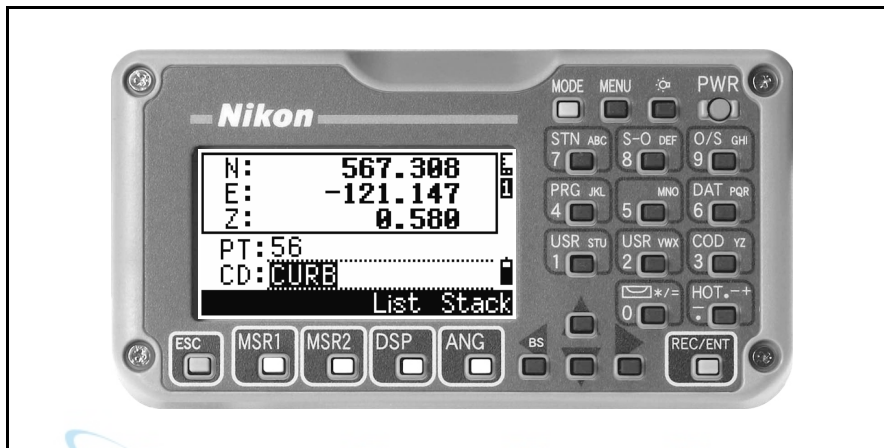 MODE MENU PWR
Nikon
STN ABC S-O DEF O/S GHI
7 8 9
N: 567.308
E: -121.147
Z: 0.580
1
PRG JKL MNO DAT PQR
4 5 6
PT:56
CD:CURB
USR STU USR VWX COD YZ
1 2 3
List Stack
*/= HOT.-+
0 -.
ESC MSR1 MSR2 DSP ANG BS REC/ENT